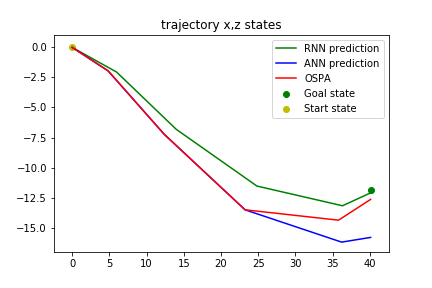 trajectory x,z states
RNN prediction
ANN prediction
OSPA
Goal state
Start state
0.0
−2.5
−5.0
−7.5
−10.0
−12.5
−15.0
0 5 10 15 20 25 30 35 40